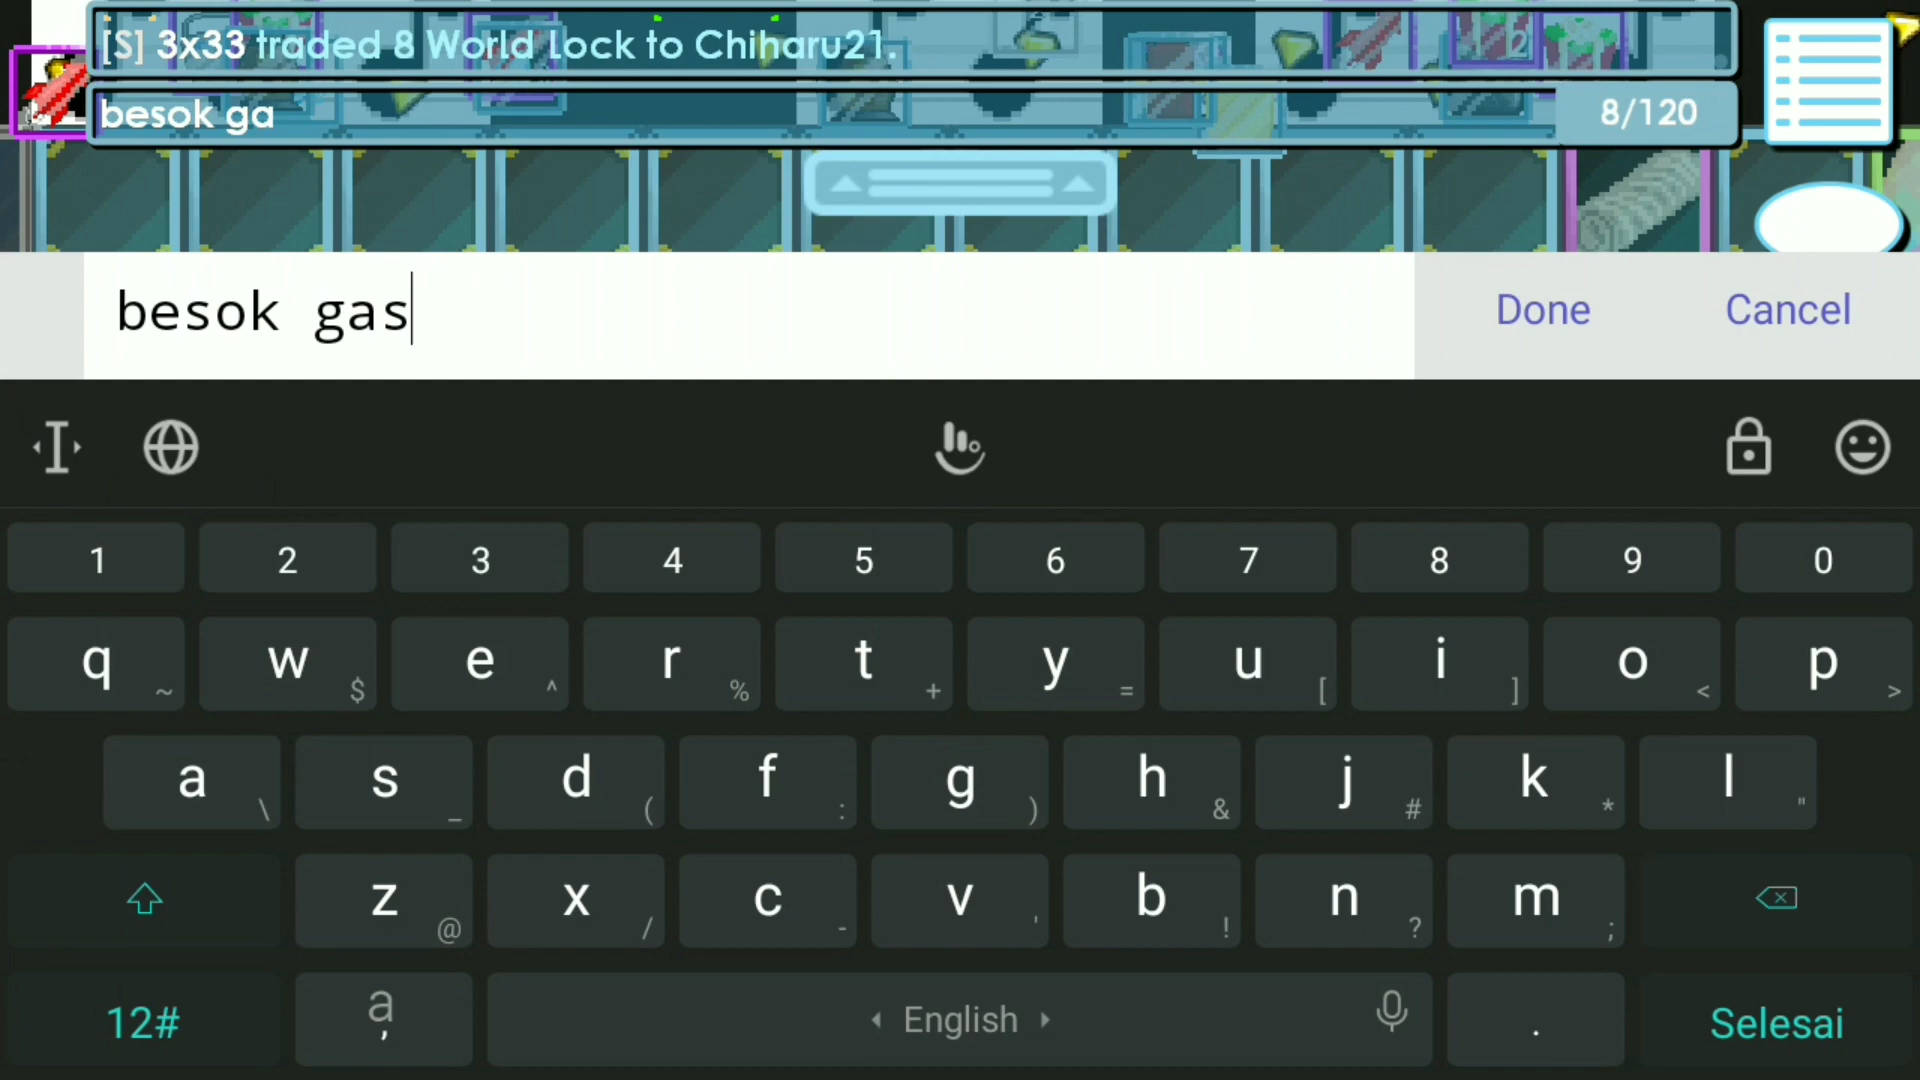 [S] 3x33 traded 8 World Lock to Chiharu21.
besok ga
8/120
besok gas
Done
Cancel
1 2 3 4 5 6 7 8 9 0
q ~ w $ e ^ r % t + y = u [ i ] o < p >
a \ s _ d ( f : g ) h & j # k * l "
z @ x / c - v ' b ! n ? m ;
12# a , English . Selesai